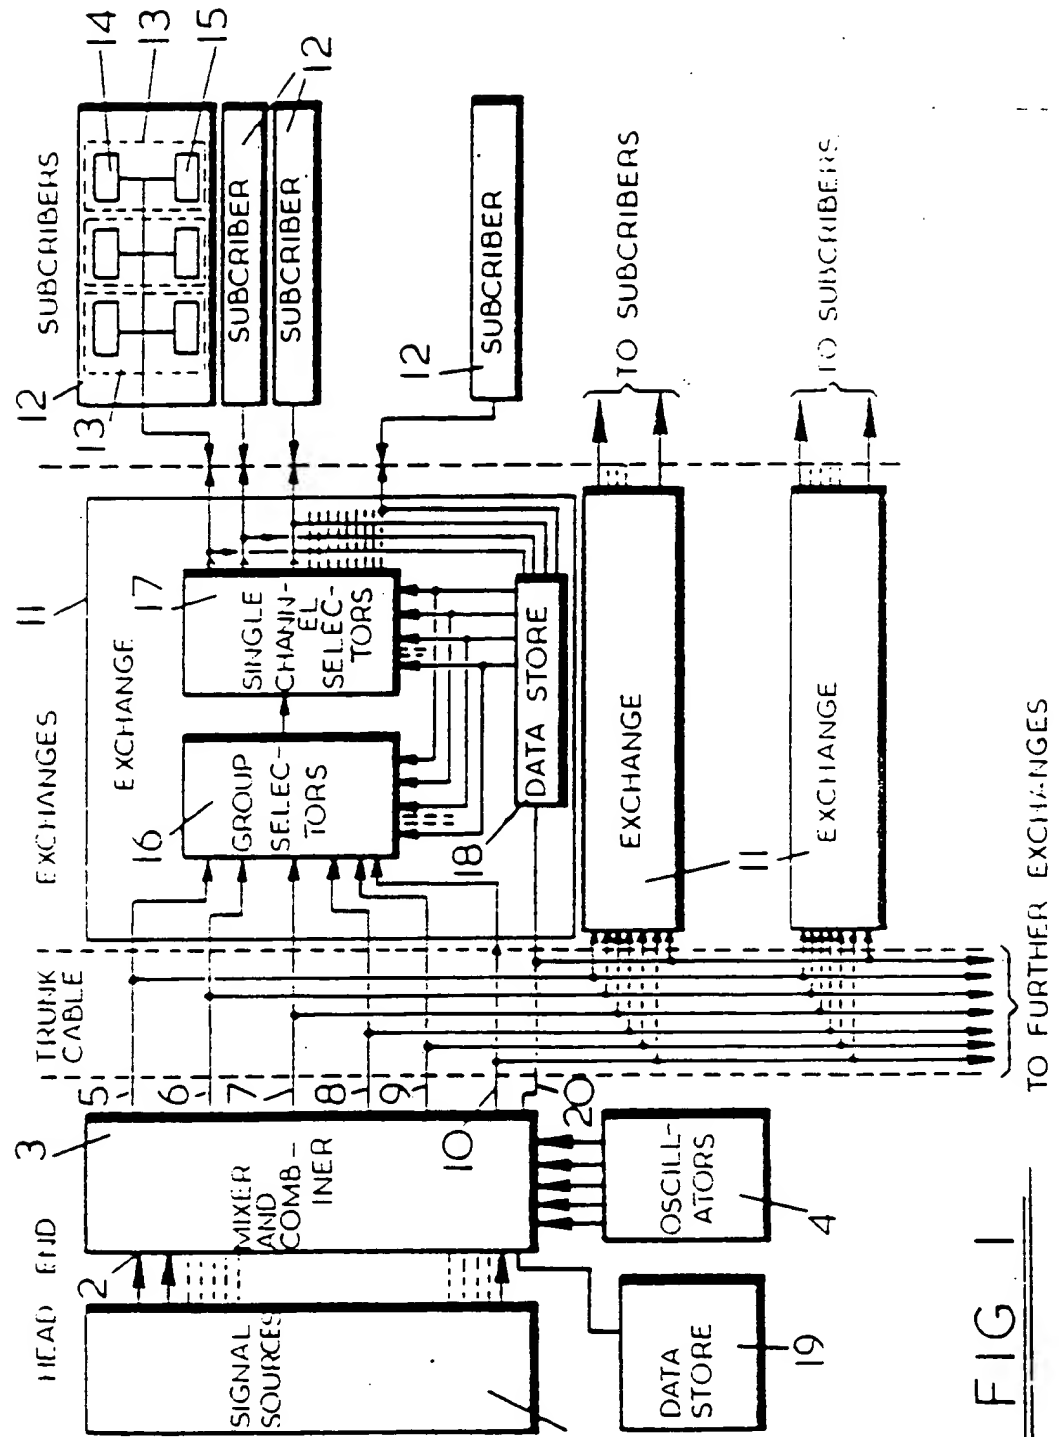 HEAD END
TRUNK
CABLE
EXCHANGES
SUBCRIBERS
SIGNAL
SOURCES
2
3
MIXER
AND
COMB-
INER
DATA
STORE
19
OSCILL-
ATORS
4
5
6
7
8
9
10
20
11
EXCHANGE
16
GROUP
SELEC-
TORS
17
SINGLE
CHANN-
EL
SELEC-
TORS
18
DATA STORE
12
13
14
13
15
SUBCRIBER
SUBCRIBER
12
12
SUBCRIBER
EXCHANGE
11
EXCHANGE
TO SUBCRIBERS
TO SUBCRIBERS
TO FURTHER EXCHANGES
FIG 1